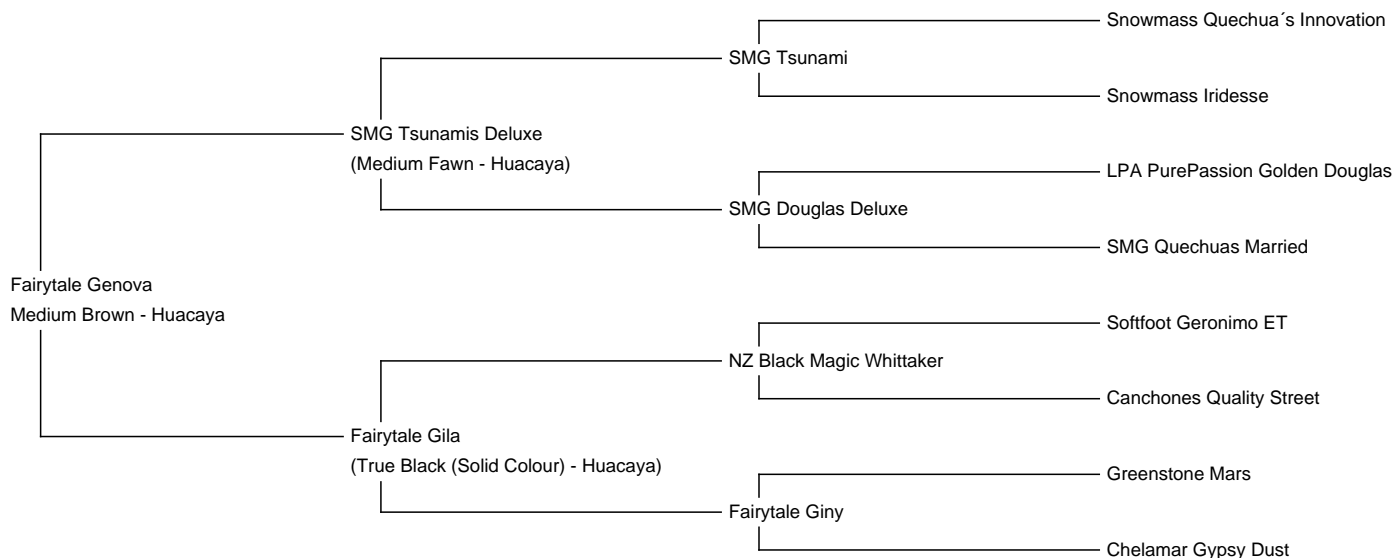 Snowmass Quechua´s Innovation
SMG Tsunami
Snowmass Iridesse
SMG Tsunamis Deluxe
(Medium Fawn - Huacaya)
LPA PurePassion Golden Douglas
SMG Douglas Deluxe
SMG Quechuas Married
Fairytale Genova
Medium Brown - Huacaya
Softfoot Geronimo ET
NZ Black Magic Whittaker
Canchones Quality Street
Fairytale Gila
(True Black (Solid Colour) - Huacaya)
Greenstone Mars
Fairytale Giny
Chelamar Gypsy Dust